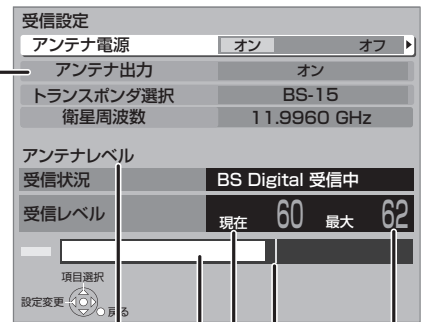 受信設定
アンテナ電源 オン オフ
アンテナ出力 オン
トランスポンダ選択 BS-15
衛星周波数 11.9960 GHz
アンテナレベル
受信状況 BS Digital 受信中
受信レベル 現在 60 最大 62
項目選択
設定変更
戻る